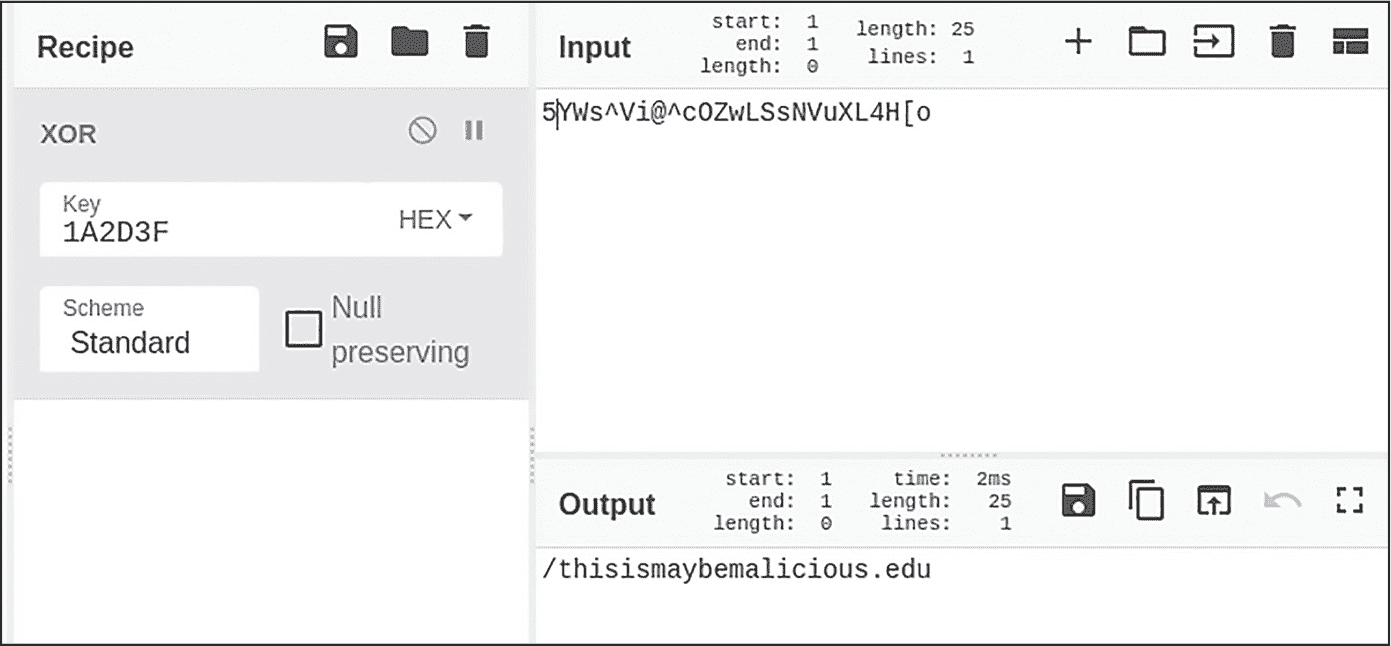 Recipe
XOR
Key
1A2D3F
HEX
Scheme
Standard
Null
preserving
Input
start: 1
end: 1
length: 0
length: 25
lines: 1
5YWs^Vi@^cOZwLSsNVuXL4H[o
Output
start: 1
end: 1
length: 0
time: 2ms
length: 25
lines: 1
/thisismaybemalicious.edu